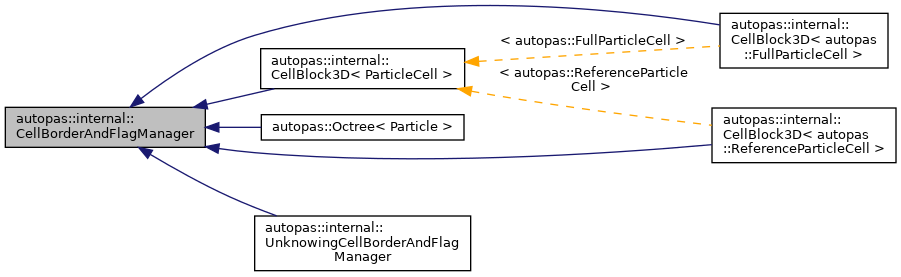 autopas::internal::
CellBorderAndFlagManager
autopas::internal::
CellBlock3D< ParticleCell >
autopas::Octree< Particle >
autopas::internal::
UnknowingCellBorderAndFlag
Manager
< autopas::FullParticleCell >
< autopas::ReferenceParticle
Cell >
autopas::internal::
CellBlock3D< autopas
::FullParticleCell >
autopas::internal::
CellBlock3D< autopas
::ReferenceParticleCell >